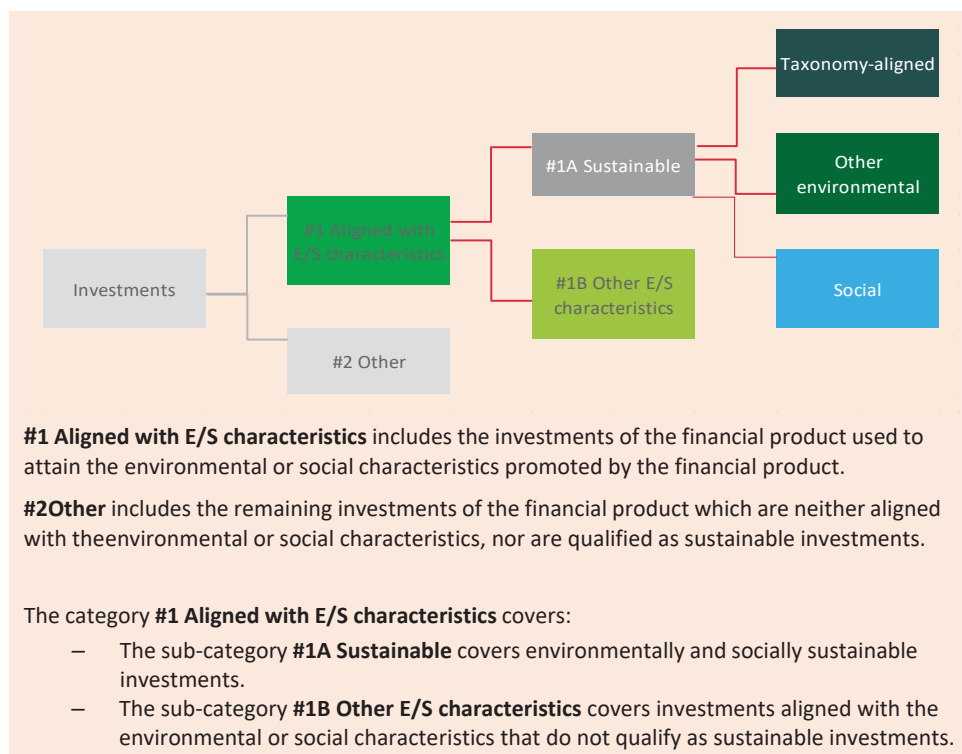 Taxonomy-aligned
#1A Sustainable
Other
environmental
#1 Aligned with
E/S characteristics
Investments
#1B Other E/S
characteristics
Social
#2 Other
#1 Aligned with E/S characteristics includes the investments of the financial product used to
attain the environmental or social characteristics promoted by the financial product.
#2Other includes the remaining investments of the financial product which are neither aligned
with theenvironmental or social characteristics, nor are qualified as sustainable investments.
The category #1 Aligned with E/S characteristics covers:
– The sub-category #1A Sustainable covers environmentally and socially sustainable
investments.
– The sub-category #1B Other E/S characteristics covers investments aligned with the
environmental or social characteristics that do not qualify as sustainable investments.